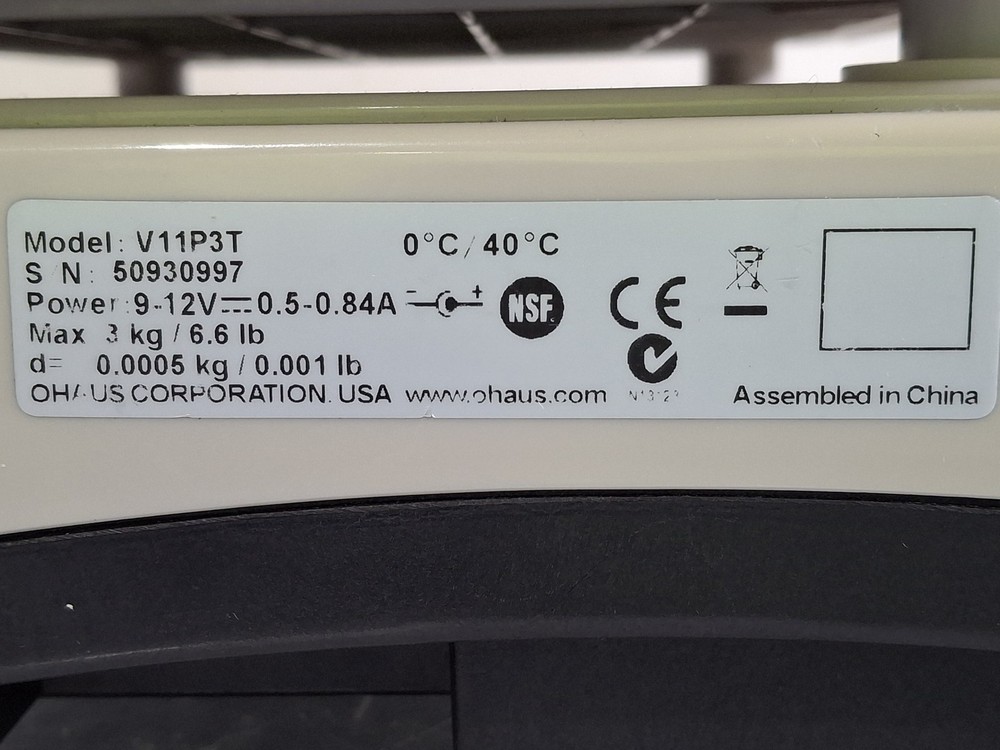 Model: V11P3T
S N: 50930997
Power: 9-12V⎓0.5-0.84A - +
Max 3 kg / 6.6 lb
d= 0.0005 kg / 0.001 lb
OHAUS CORPORATION. USA www.ohaus.com
0°C/40°C
NSF.
CE
Assembled in China